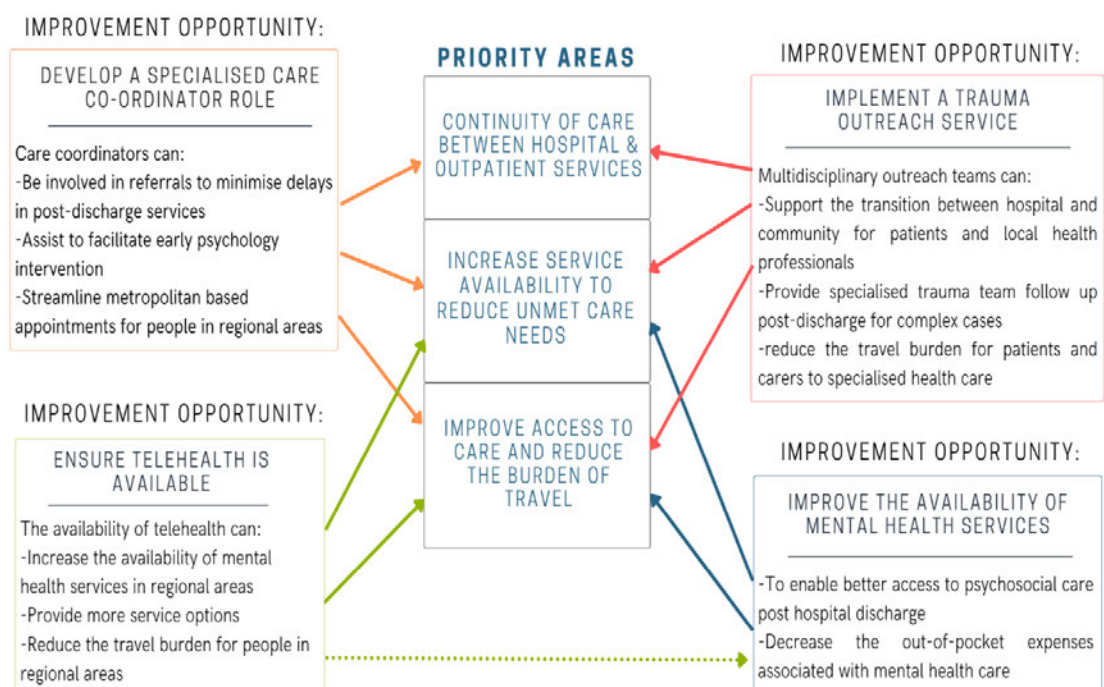 IMPROVEMENT OPPORTUNITY:
DEVELOP A SPECIALISED CARE
CO-ORDINATOR ROLE
Care coordinators can:
-Be involved in referrals to minimise delays
in post-discharge services
-Assist to facilitate early psychology
intervention
-Streamline metropolitan based
appointments for people in regional areas
IMPROVEMENT OPPORTUNITY:
ENSURE TELEHEALTH IS
AVAILABLE
The availability of telehealth can:
-Increase the availability of mental
health services in regional areas
-Provide more service options
-Reduce the travel burden for people in
regional areas
PRIORITY AREAS
CONTINUITY OF CARE
BETWEEN HOSPITAL &
OUTPATIENT SERVICES
INCREASE SERVICE
AVAILABILITY TO
REDUCE UNMET CARE
NEEDS
IMPROVE ACCESS TO
CARE AND REDUCE
THE BURDEN OF
TRAVEL
IMPROVEMENT OPPORTUNITY:
IMPLEMENT A TRAUMA
OUTREACH SERVICE
Multidisciplinary outreach teams can:
-Support the transition between hospital and
community for patients and local health
professionals
-Provide specialised trauma team follow up
post-discharge for complex cases
-reduce the travel burden for patients and
carers to specialised health care
IMPROVEMENT OPPORTUNITY:
IMPROVE THE AVAILABILITY OF
MENTAL HEALTH SERVICES
-To enable better access to psychosocial care
post hospital discharge
-Decrease the out-of-pocket expenses
associated with mental health care